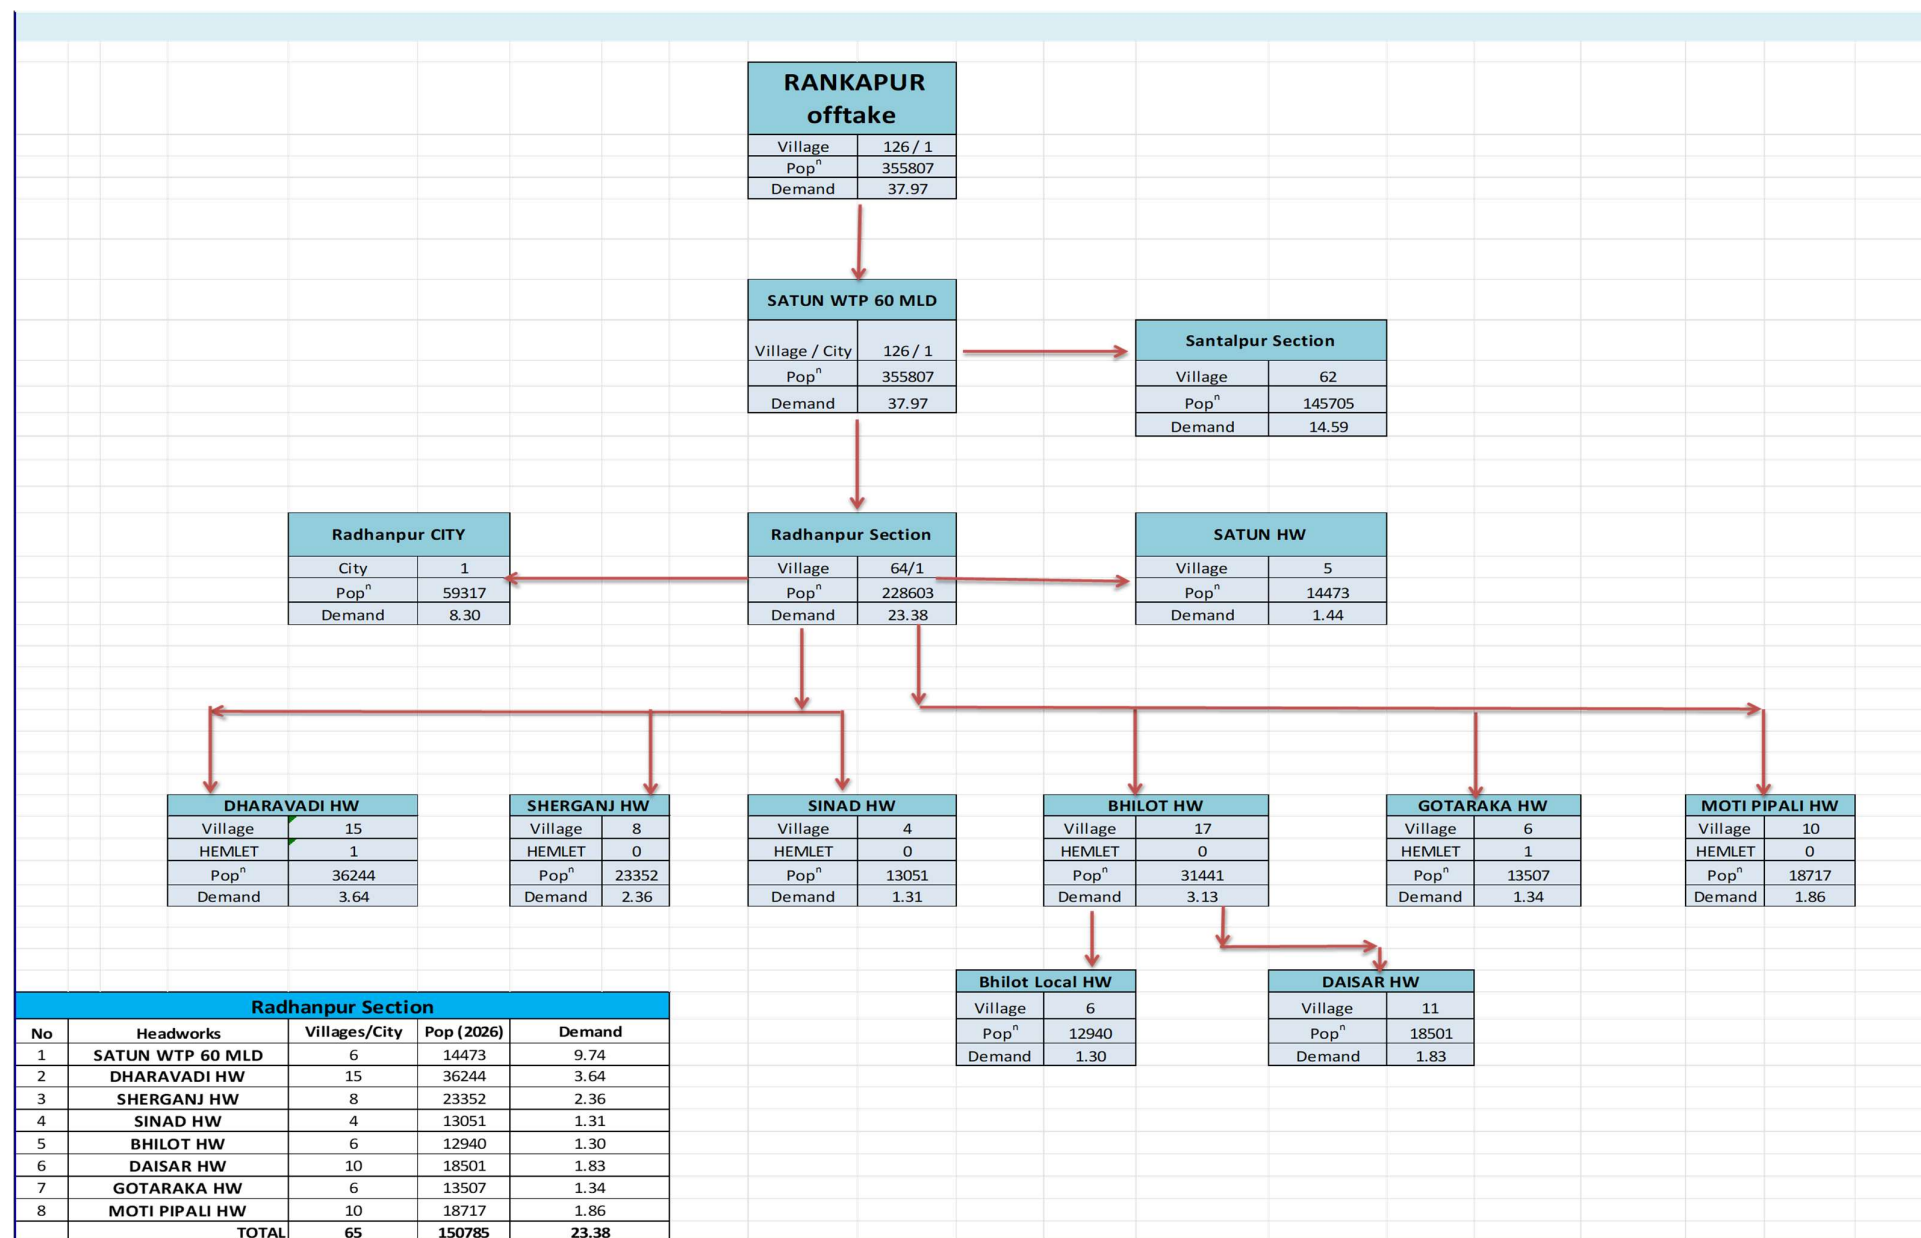 RANKAPUR
offtake
Village 126 / 1
Popⁿ 355807
Demand 37.97
SATUN WTP 60 MLD
Village / City 126 / 1
Popⁿ 355807
Demand 37.97
Santalpur Section
Village 62
Popⁿ 145705
Demand 14.59
Radhanpur CITY
City 1
Popⁿ 59317
Demand 8.30
Radhanpur Section
Village 64/1
Popⁿ 228603
Demand 23.38
SATUN HW
Village 5
Popⁿ 14473
Demand 1.44
DHARAVADI HW
Village 15
HEMLET 1
Popⁿ 36244
Demand 3.64
SHERGANJ HW
Village 8
HEMLET 0
Popⁿ 23352
Demand 2.36
SINAD HW
Village 4
HEMLET 0
Popⁿ 13051
Demand 1.31
BHILOT HW
Village 17
HEMLET 0
Popⁿ 31441
Demand 3.13
GOTARAKA HW
Village 6
HEMLET 1
Popⁿ 13507
Demand 1.34
MOTI PIPALI HW
Village 10
HEMLET 0
Popⁿ 18717
Demand 1.86
Bhilot Local HW
Village 6
Popⁿ 12940
Demand 1.30
DAISAR HW
Village 11
Popⁿ 18501
Demand 1.83
Radhanpur Section
No Headworks Villages/City Pop (2026) Demand
1 SATUN WTP 60 MLD 6 14473 9.74
2 DHARAVADI HW 15 36244 3.64
3 SHERGANJ HW 8 23352 2.36
4 SINAD HW 4 13051 1.31
5 BHILOT HW 6 12940 1.30
6 DAISAR HW 10 18501 1.83
7 GOTARAKA HW 6 13507 1.34
8 MOTI PIPALI HW 10 18717 1.86
TOTAL 65 150785 23.38